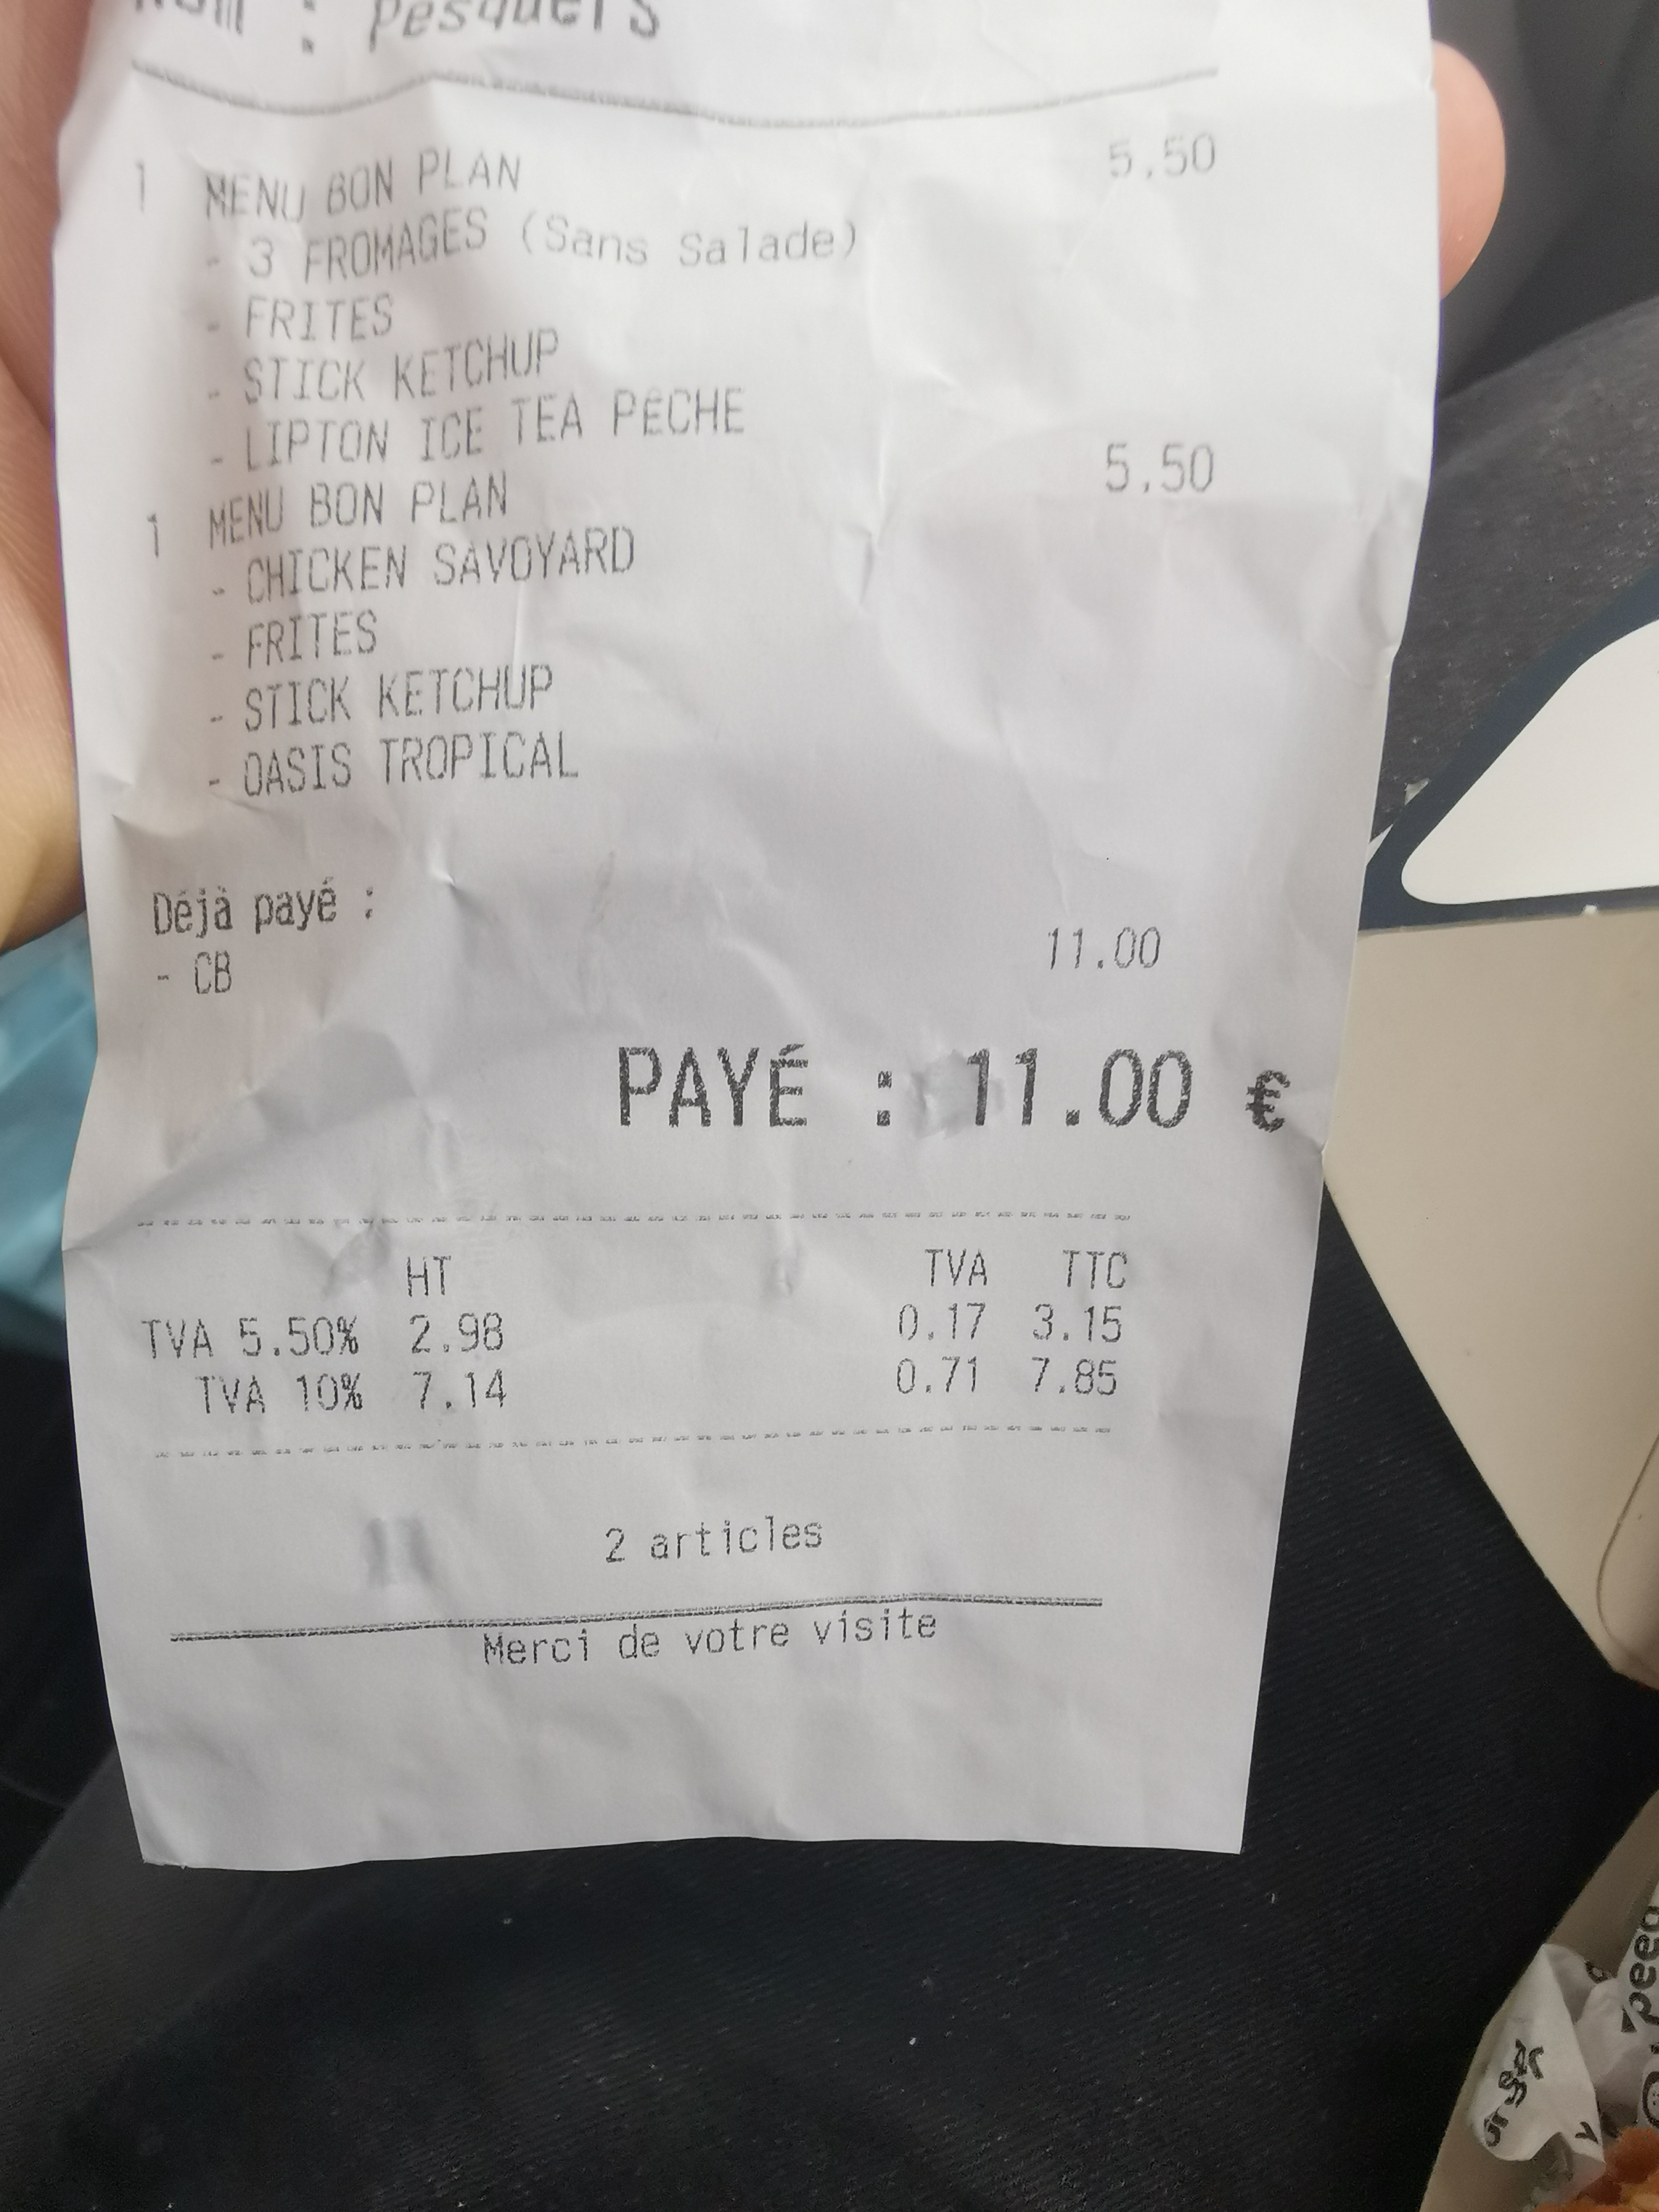 Nom : Pesquers
1 MENU BON PLAN 5.50
- 3 FROMAGES (Sans Salade)
- FRITES
- STICK KETCHUP
- LIPTON ICE TEA PECHE
1 MENU BON PLAN 5.50
- CHICKEN SAVOYARD
- FRITES
- STICK KETCHUP
- OASIS TROPICAL
Déjà payé :
- CB 11.00
PAYÉ : 11.00 €
HT TVA TTC
TVA 5.50% 2.98 0.17 3.15
TVA 10% 7.14 0.71 7.85
2 articles
Merci de votre visite